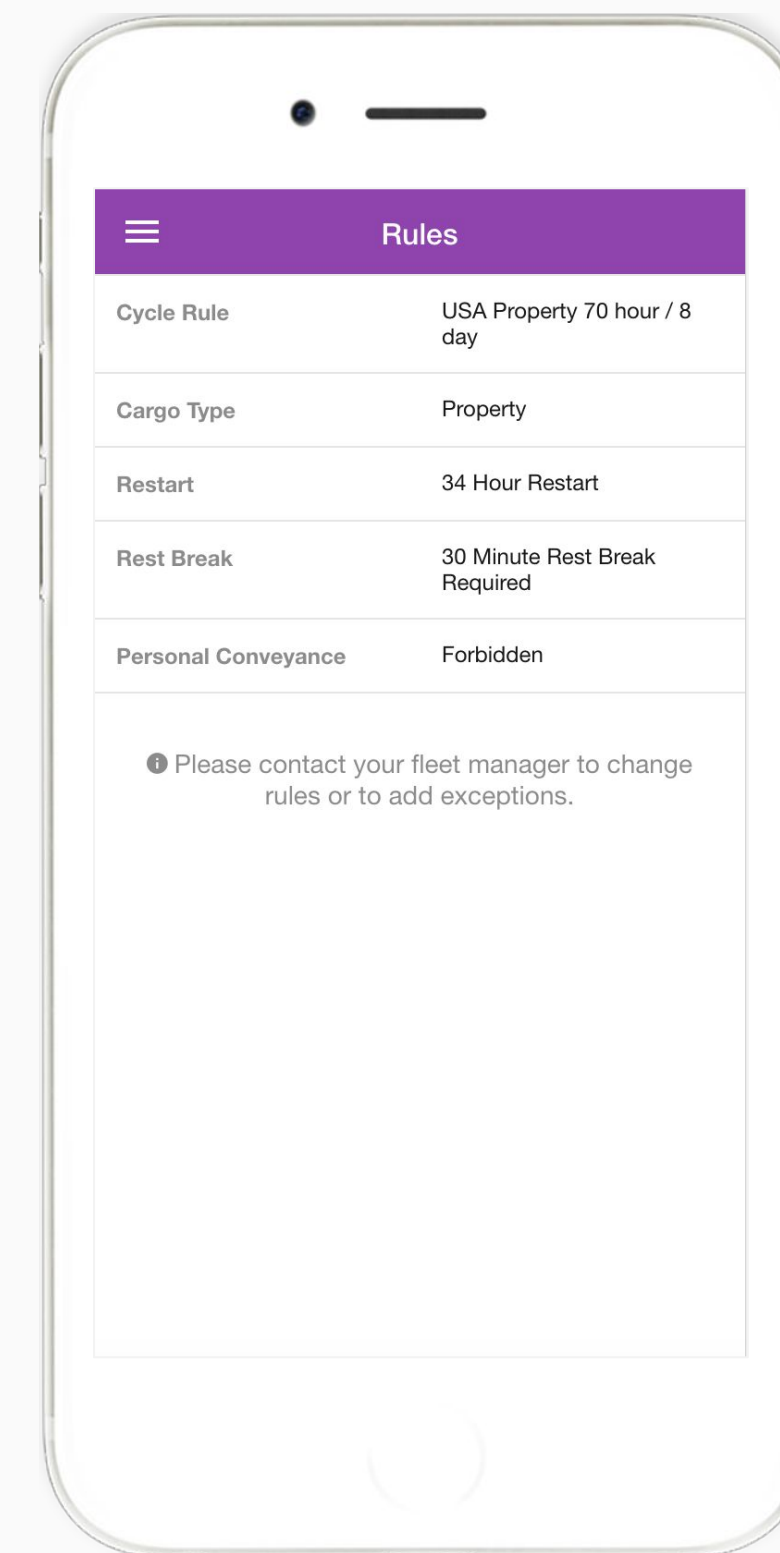 Rules
Cycle Rule
USA Property 70 hour / 8
day
Cargo Type
Property
Restart
34 Hour Restart
Rest Break
30 Minute Rest Break
Required
Personal Conveyance
Forbidden
Please contact your fleet manager to change
rules or to add exceptions.